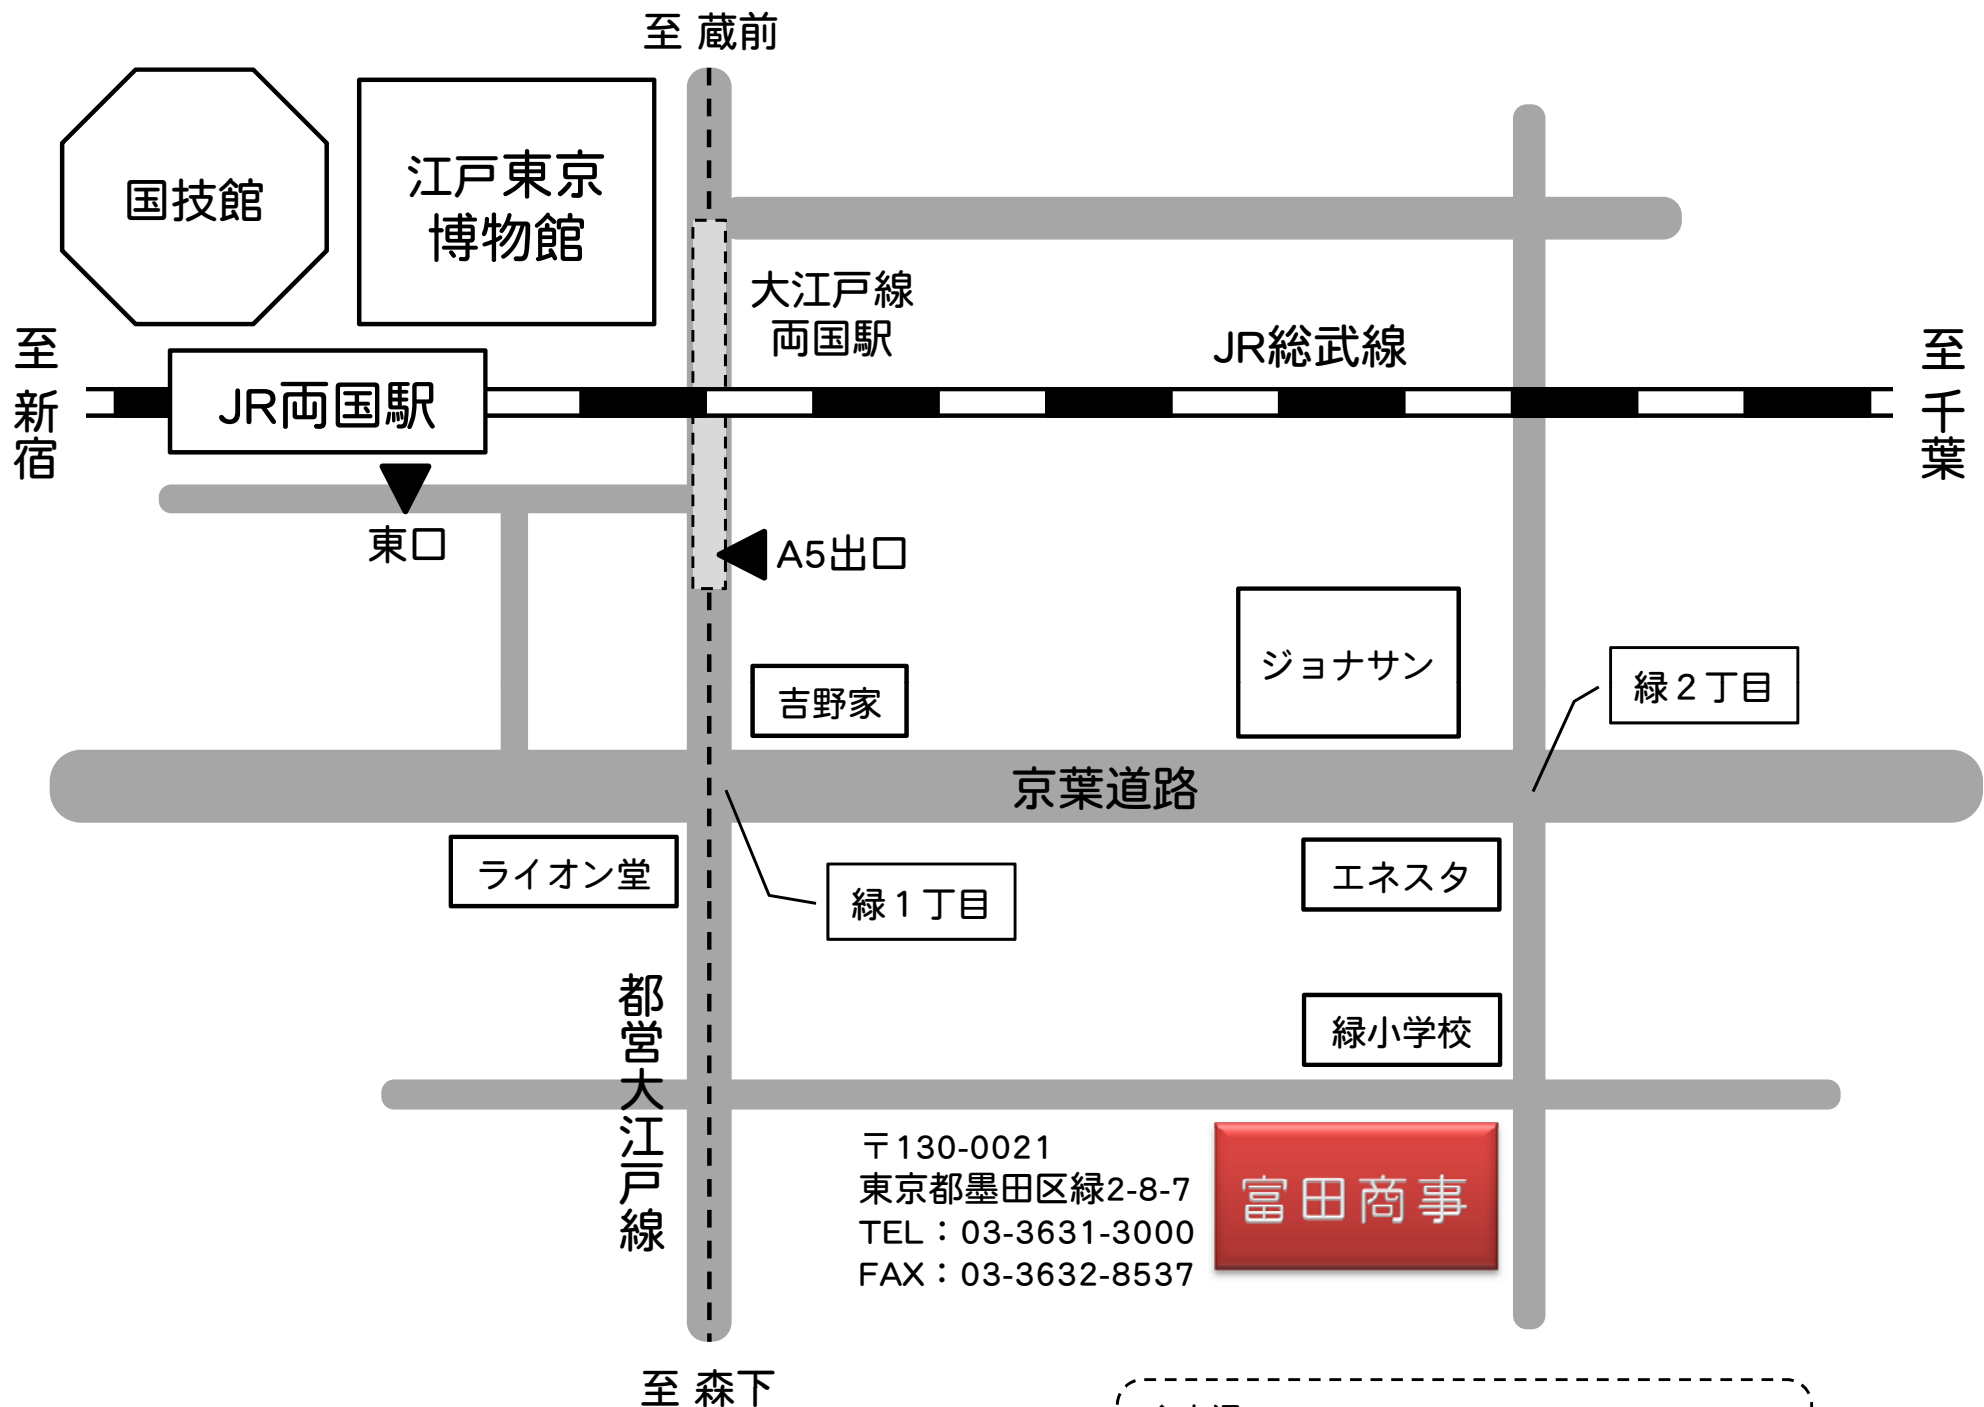 至 蔵前
国技館
江戸東京
博物館
大江戸線
両国駅
JR総武線
至 新宿
JR両国駅
至 千葉
東口
A5出口
吉野家
ジョナサン
緑２丁目
京葉道路
ライオン堂
緑１丁目
エネスタ
緑小学校
都営大江戸線
〒130-0021
東京都墨田区緑2-8-7
TEL：03-3631-3000
FAX：03-3632-8537
富田商事
至 森下